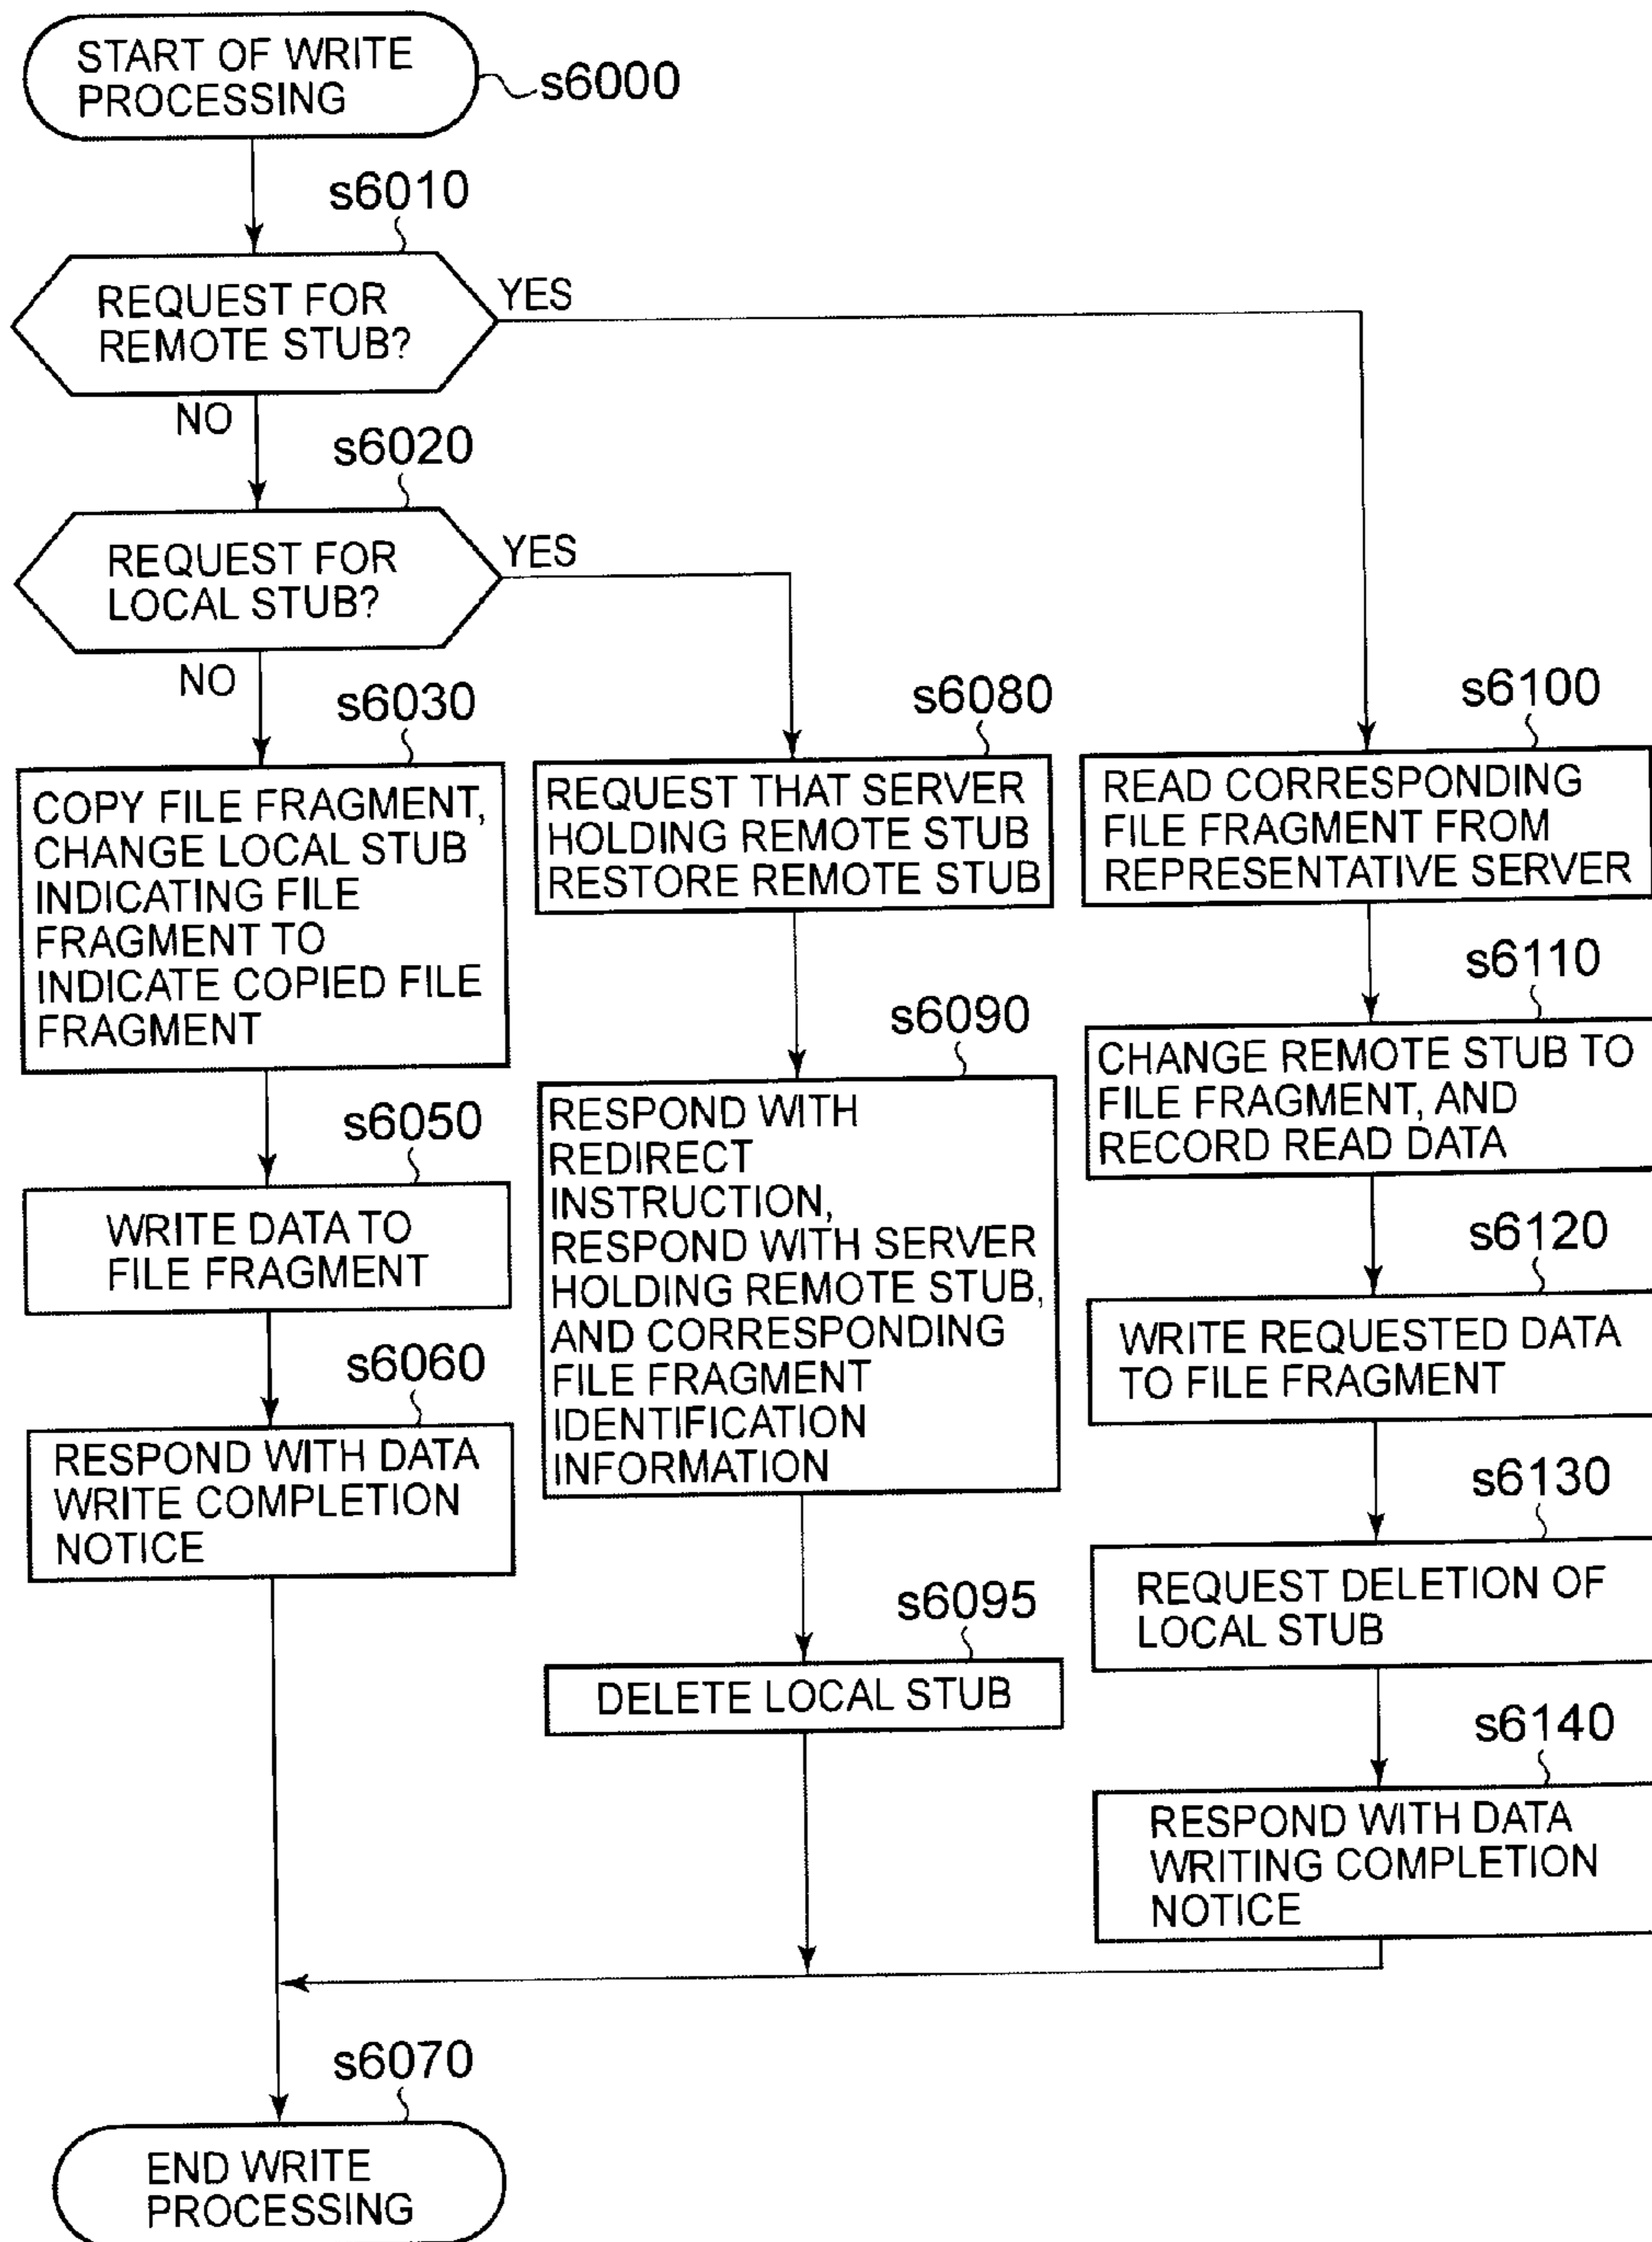 START OF WRITE
PROCESSING
s6000
s6010
REQUEST FOR
REMOTE STUB?
YES
NO
s6020
REQUEST FOR
LOCAL STUB?
YES
NO
s6030
COPY FILE FRAGMENT,
CHANGE LOCAL STUB
INDICATING FILE
FRAGMENT TO
INDICATE COPIED FILE
FRAGMENT
s6050
WRITE DATA TO
FILE FRAGMENT
s6060
RESPOND WITH DATA
WRITE COMPLETION
NOTICE
s6080
REQUEST THAT SERVER
HOLDING REMOTE STUB
RESTORE REMOTE STUB
s6090
RESPOND WITH
REDIRECT
INSTRUCTION,
RESPOND WITH SERVER
HOLDING REMOTE STUB,
AND CORRESPONDING
FILE FRAGMENT
IDENTIFICATION
INFORMATION
s6095
DELETE LOCAL STUB
s6100
READ CORRESPONDING
FILE FRAGMENT FROM
REPRESENTATIVE SERVER
s6110
CHANGE REMOTE STUB TO
FILE FRAGMENT, AND
RECORD READ DATA
s6120
WRITE REQUESTED DATA
TO FILE FRAGMENT
s6130
REQUEST DELETION OF
LOCAL STUB
s6140
RESPOND WITH DATA
WRITING COMPLETION
NOTICE
s6070
END WRITE
PROCESSING